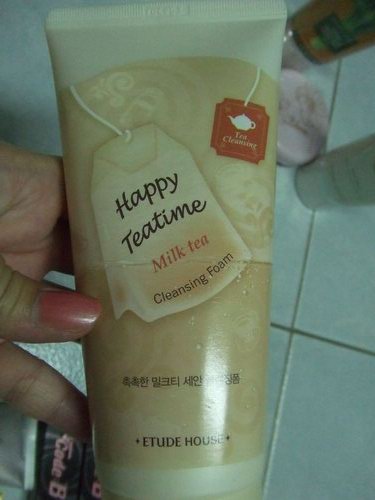 Tea
Cleansing
Happy
Teatime
Milk tea
Cleansing Foam
촉촉한 밀크티 세안
ETUDE HOUSE